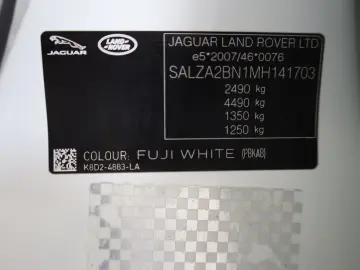 JAGUAR
LAND ROVER
JAGUAR LAND ROVER LTD
e5*2007/46*0076
SALZA2BN1MH141703
2490 kg
4490 kg
1350 kg
1250 kg
COLOUR: FUJI WHITE (PBKAB)
K8D2-4883-LA